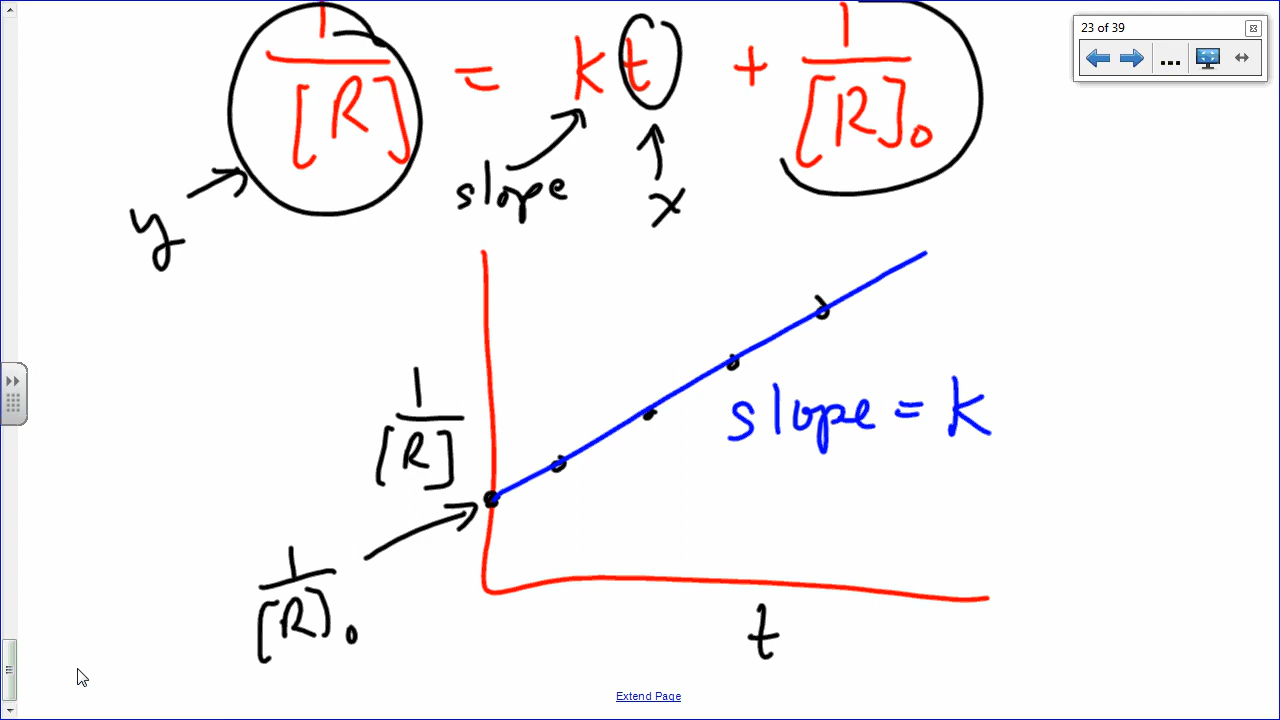 23 of 39
1/[R] = kt + 1/[R]₀
y
slope
x
1/[R]
slope = k
1/[R]₀
t
Extend Page